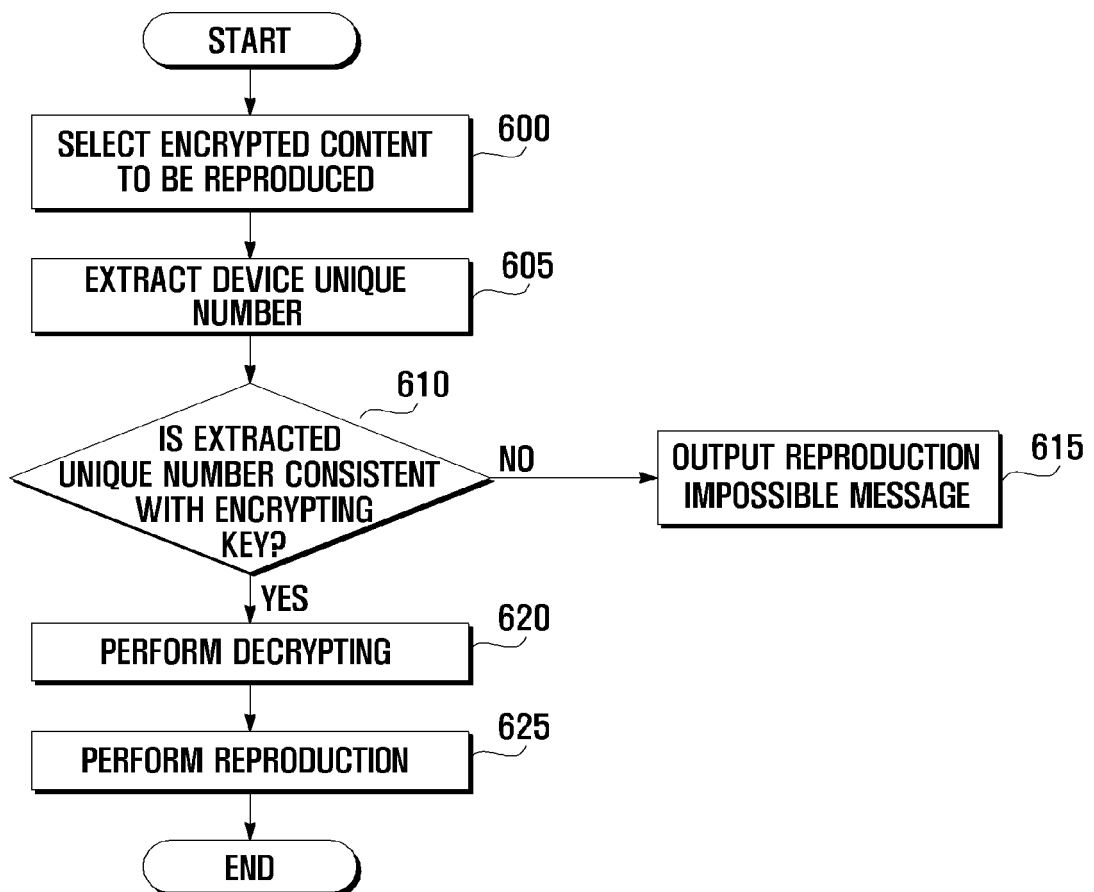 START
SELECT ENCRYPTED CONTENT
TO BE REPRODUCED
600
EXTRACT DEVICE UNIQUE
NUMBER
605
610
IS EXTRACTED
UNIQUE NUMBER CONSISTENT
WITH ENCRYPTING
KEY?
NO
OUTPUT REPRODUCTION
IMPOSSIBLE MESSAGE
615
YES
PERFORM DECRYPTING
620
PERFORM REPRODUCTION
625
END